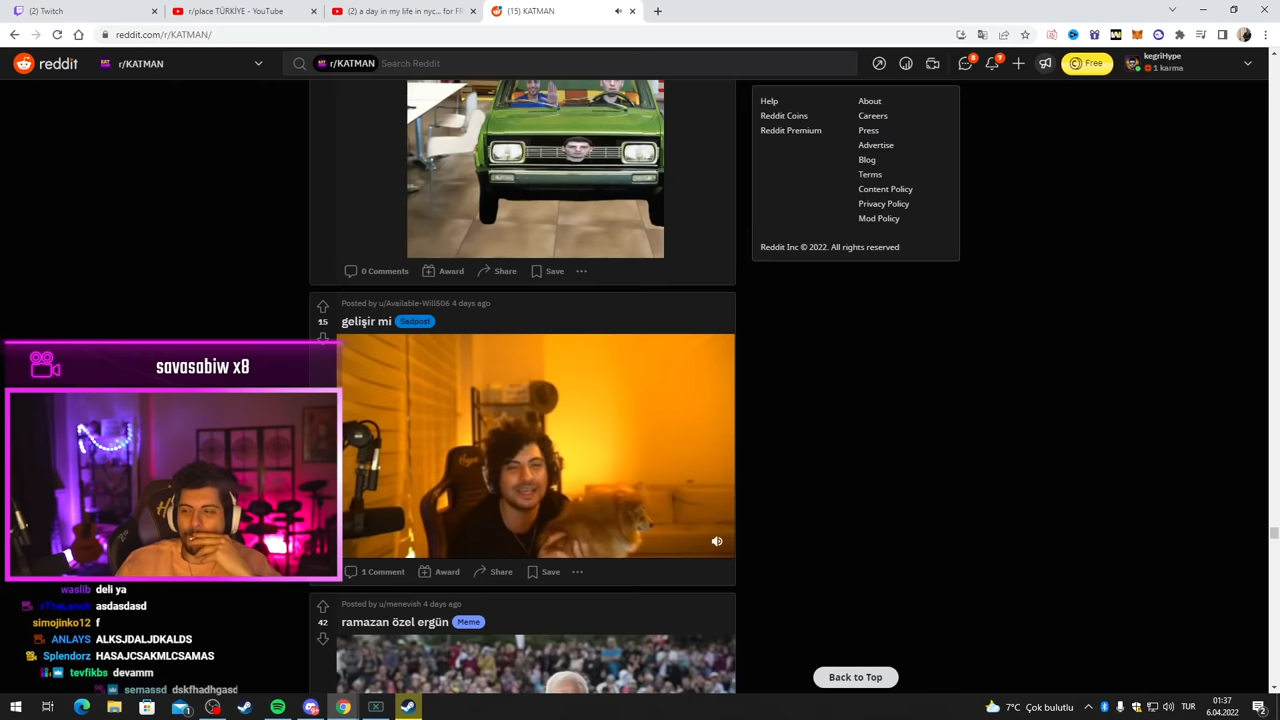 (2) Twitch
r/place TÜRKİYE - YouTube
(2) a day in my life nyc... for FR
(15) KATMAN
reddit.com/r/KATMAN/
reddit
r/KATMAN
r/KATMAN
Search Reddit
8
7
Free
kegriHype
1 karma
Help
About
Reddit Coins
Careers
Reddit Premium
Press
Advertise
Blog
Terms
Content Policy
Privacy Policy
Mod Policy
Reddit Inc © 2022. All rights reserved
0 Comments
Award
Share
Save
Posted by u/Available-Will506 4 days ago
15
gelişir mi
Sadpost
savasabiw x8
1 Comment
Award
Share
Save
waslib deli ya
asdasdasd
simojinko12 f
ANLAYS ALKSJDALJDKALDS
Splendorz HASAJCSAKMLCSAMAS
tevfikbs devamm
semassd dskfhadhgasd
Posted by u/menevish 4 days ago
42
ramazan özel ergün
Meme
Back to Top
7°C Çok bulutlu
TUR
01:37
6.04.2022
2